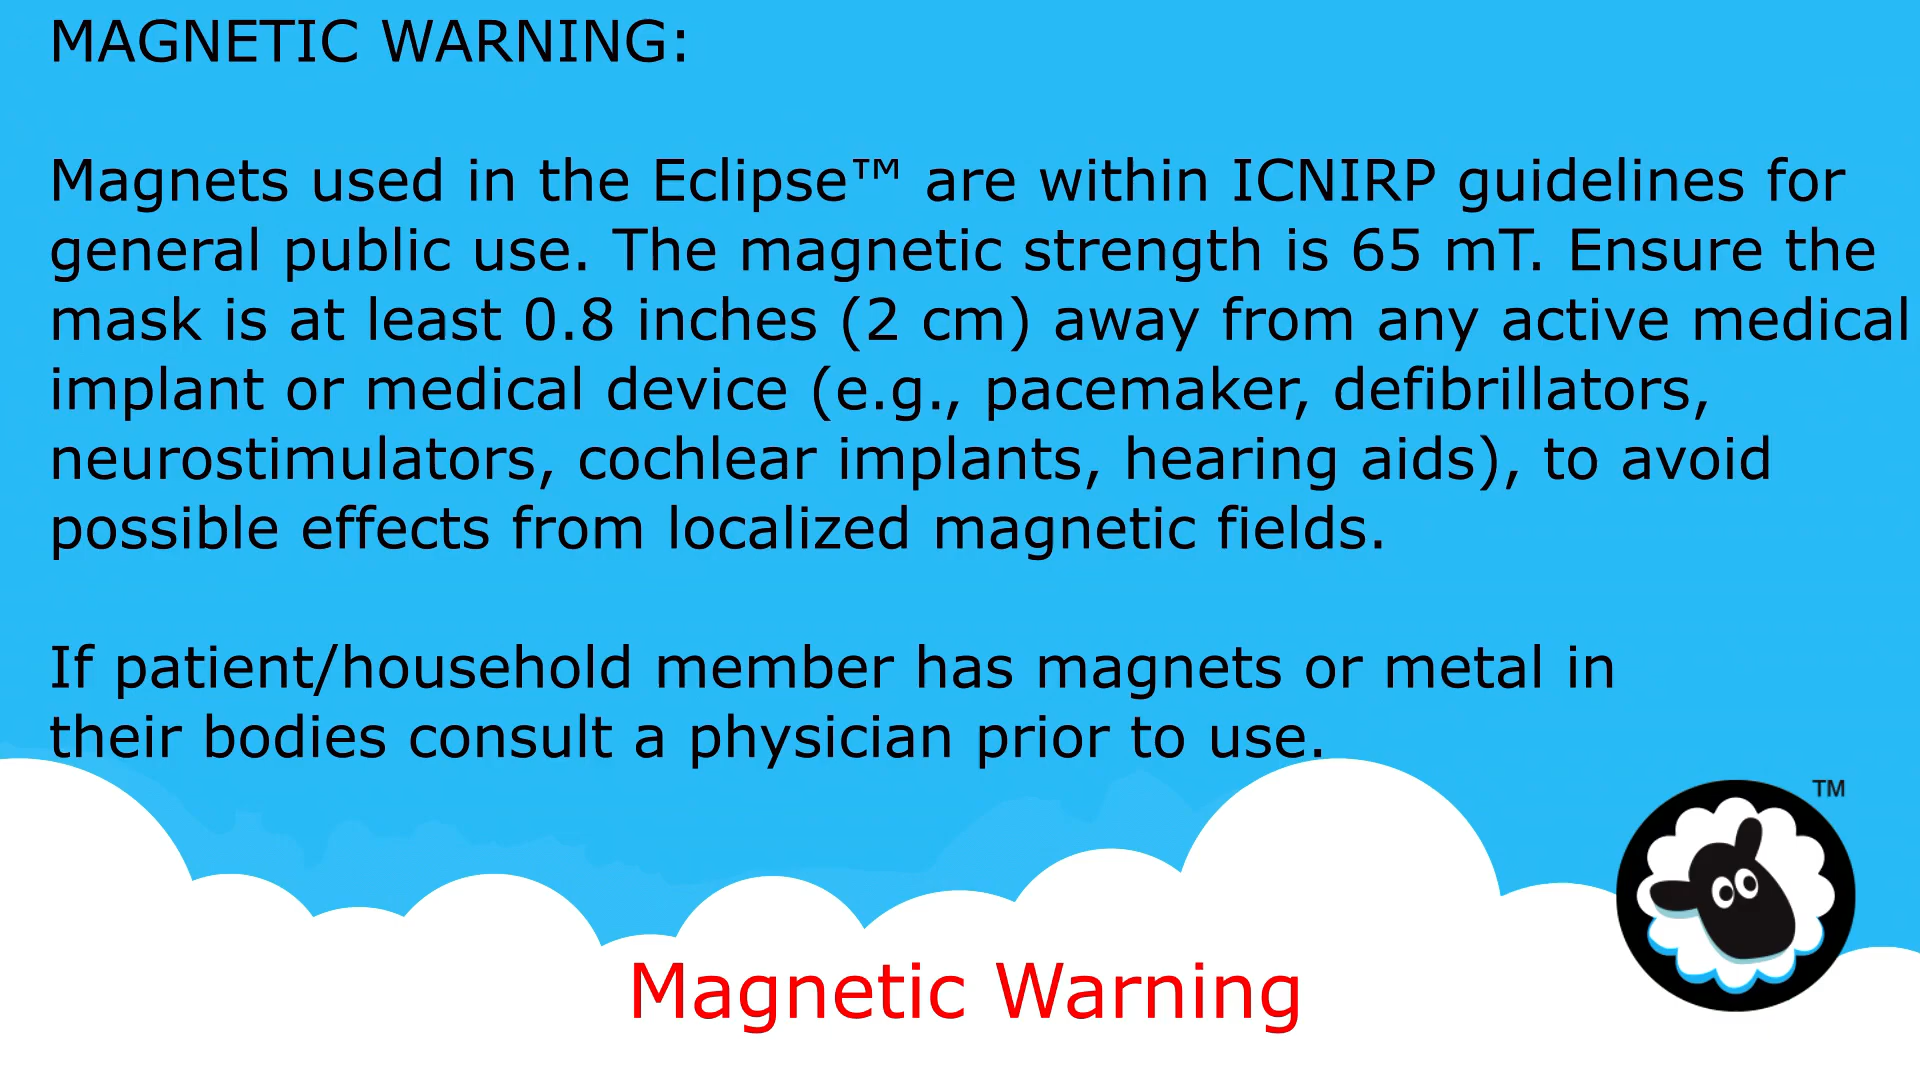 MAGNETIC WARNING:
Magnets used in the Eclipse™ are within ICNIRP guidelines for
general public use. The magnetic strength is 65 mT. Ensure the
mask is at least 0.8 inches (2 cm) away from any active medical
implant or medical device (e.g., pacemaker, defibrillators,
neurostimulators, cochlear implants, hearing aids), to avoid
possible effects from localized magnetic fields.
If patient/household member has magnets or metal in
their bodies consult a physician prior to use.
TM
Magnetic Warning